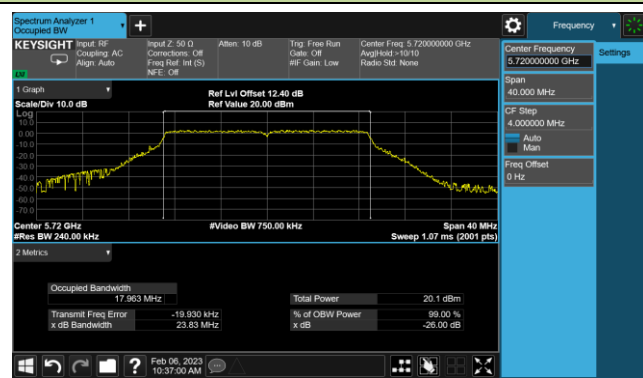 Spectrum Analyzer 1
Occupied BW
Frequency
KEYSIGHT
Input: RF
Coupling: AC
Align: Auto
Input Z: 50 Ω
Corrections: Off
Freq Ref: Int (S)
NFE: Off
Atten: 10 dB
Trig: Free Run
Gate: Off
#IF Gain: Low
Center Freq: 5.720000000 GHz
Avg|Hold:>10/10
Radio Std: None
LXI
Center Frequency
5.720000000 GHz
Settings
Span
40.000 MHz
CF Step
4.000000 MHz
Auto
Man
Freq Offset
0 Hz
1 Graph
Scale/Div 10.0 dB
Ref Lvl Offset 12.40 dB
Ref Value 20.00 dBm
Log
10.0
0.00
-10.0
-20.0
-30.0
-40.0
-50.0
-60.0
-70.0
Center 5.72 GHz
#Res BW 240.00 kHz
#Video BW 750.00 kHz
Span 40 MHz
Sweep 1.07 ms (2001 pts)
2 Metrics
Occupied Bandwidth
17.963 MHz
Total Power 20.1 dBm
Transmit Freq Error -19.930 kHz
% of OBW Power 99.00 %
x dB Bandwidth 23.83 MHz
x dB -26.00 dB
Feb 06, 2023
10:37:00 AM